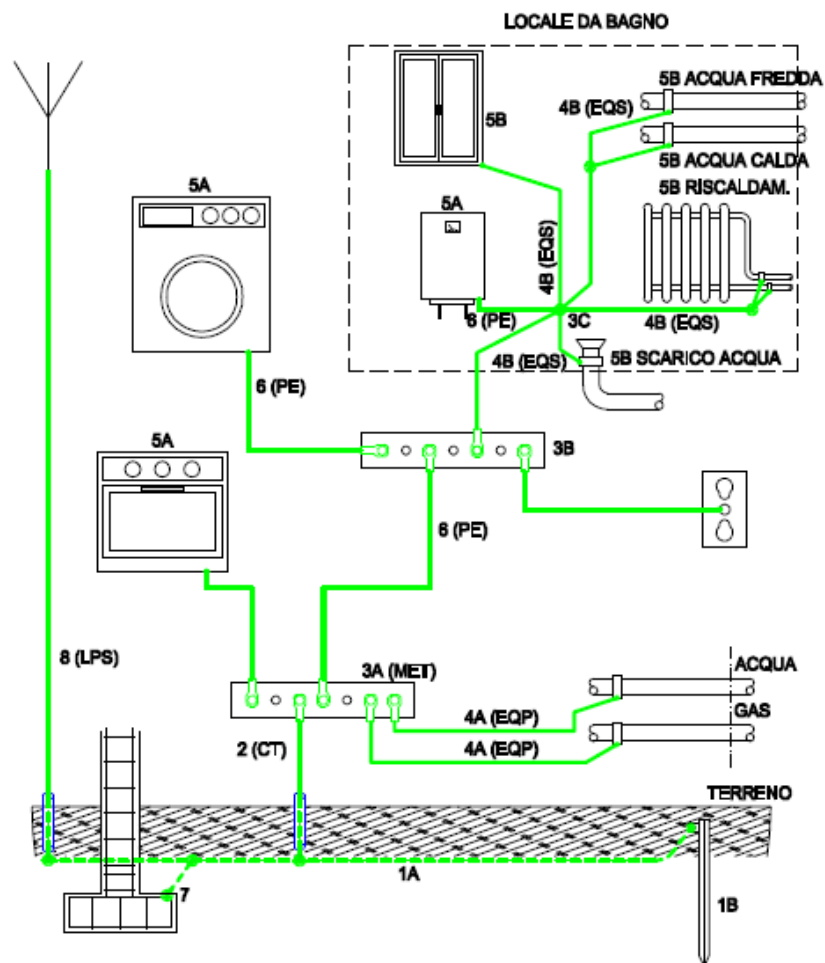 LOCALE DA BAGNO
5B ACQUA FREDDA
4B (EQS)
5B
5B ACQUA CALDA
5A
5B RISCALDAM.
5A
4B (EQS)
6 (PE)
3C
4B (EQS)
4B (EQS)
5B SCARICO ACQUA
6 (PE)
5A
3B
6 (PE)
8 (LPS)
3A (MET)
ACQUA
4A (EQP)
GAS
2 (CT)
4A (EQP)
TERRENO
1A
7
1B